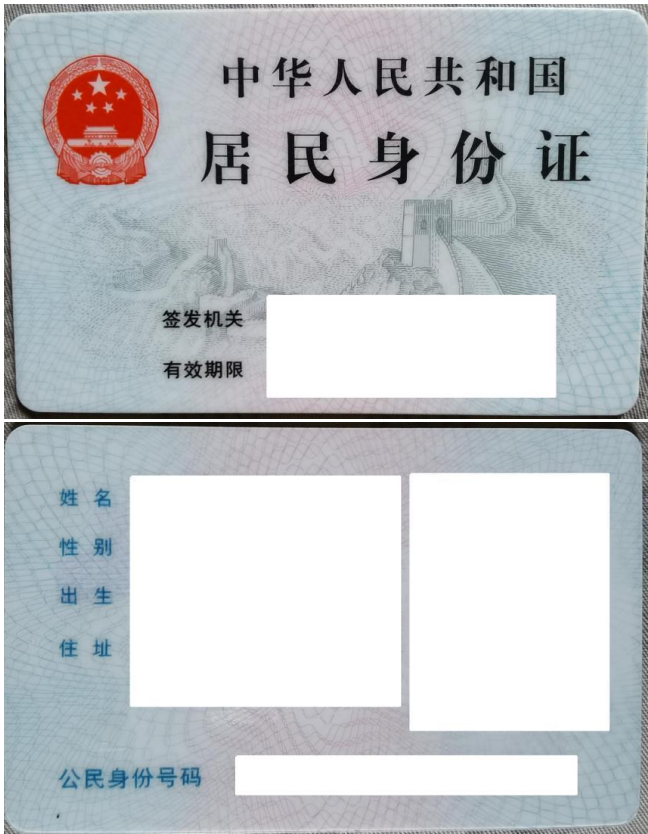 中华人民共和国
居民身份证
签发机关
有效期限
姓名
性别
出生
住址
公民身份号码